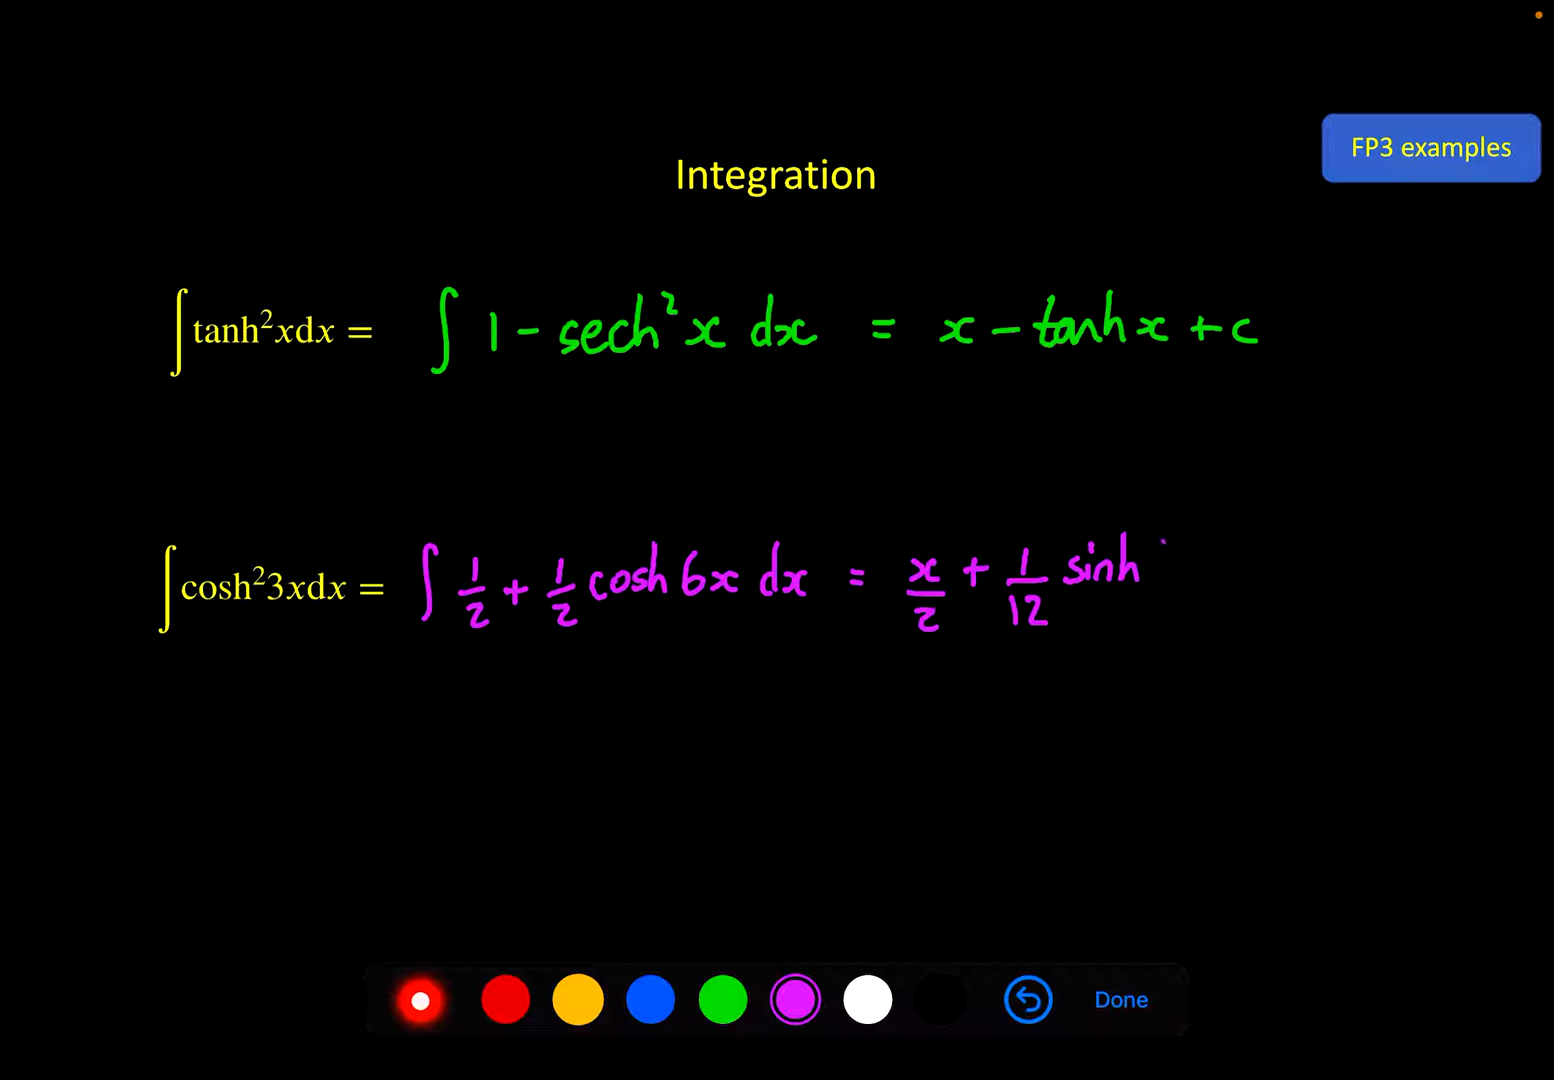 FP3 examples
Integration
∫tanh²xdx = ∫ 1 - sech²x dx = x - tanhx + c
∫cosh²3xdx = ∫ 1/2 + 1/2 cosh 6x dx = x/2 + 1/12 sinh
Done